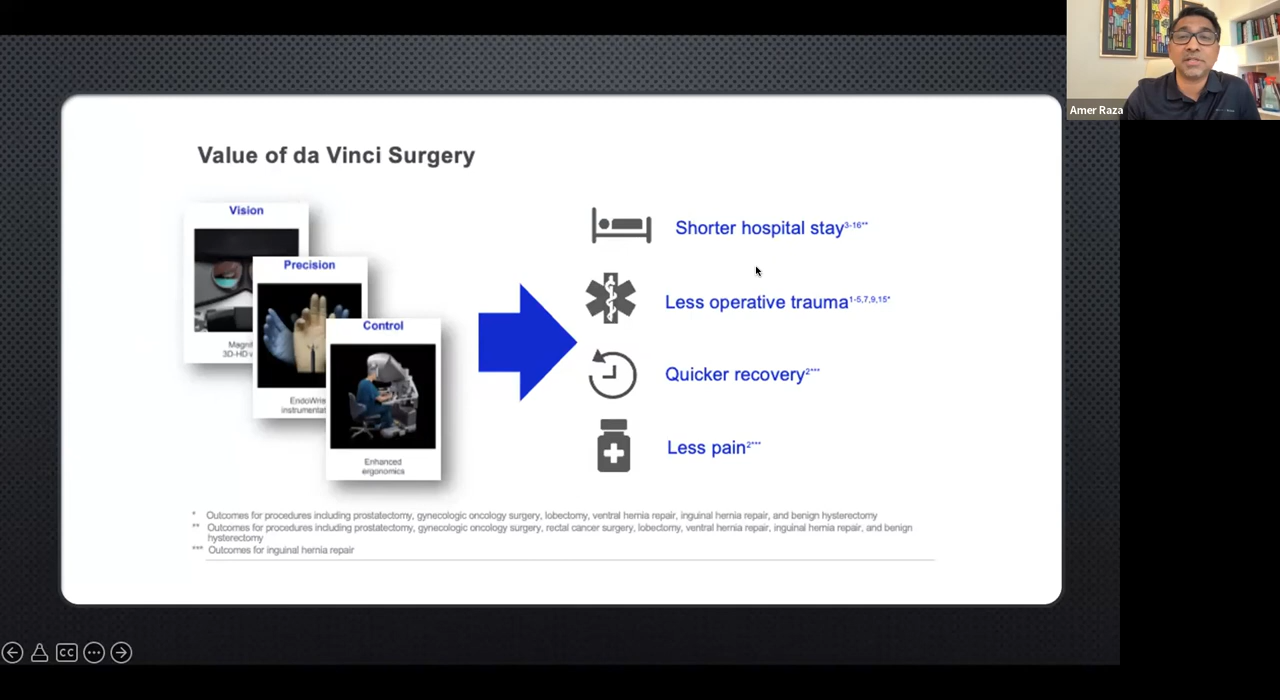 Amer Raza
Value of da Vinci Surgery
Vision
Precision
Control
3D-HD
EndoWris
Enhanced
ergonomics
Shorter hospital stay3-16**
Less operative trauma1-5,7,9,15*
Quicker recovery2***
Less pain2***
* Outcomes for procedures including prostatectomy, gynecologic oncology surgery, lobectomy, ventral hernia repair, inguinal hernia repair, and benign hysterectomy
** Outcomes for procedures including prostatectomy, gynecologic oncology surgery, rectal cancer surgery, lobectomy, ventral hernia repair, inguinal hernia repair, and benign
hysterectomy
*** Outcomes for inguinal hernia repair
CC